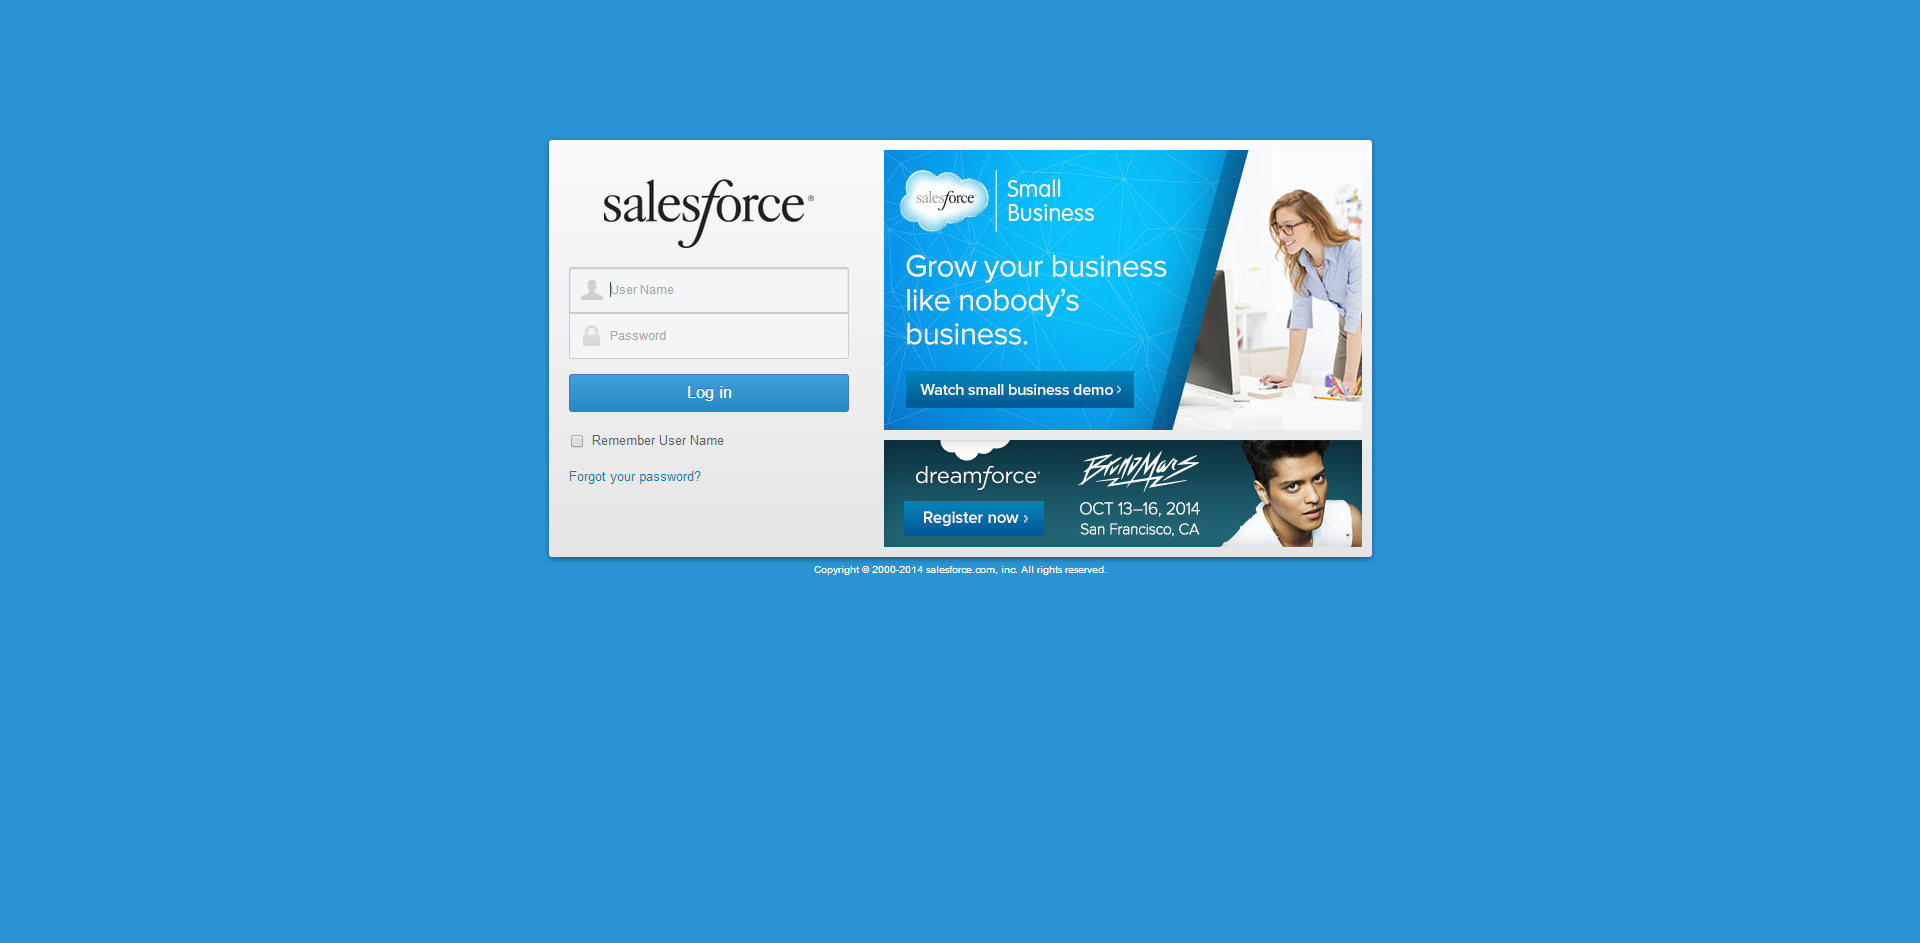 salesforce®
User Name
Password
Log in
Remember User Name
Forgot your password?
salesforce
Small
Business
Grow your business
like nobody's
business.
Watch small business demo ›
dreamforce®
Register now ›
Bruno Mars
OCT 13–16, 2014
San Francisco, CA
Copyright © 2000-2014 salesforce.com, inc. All rights reserved.